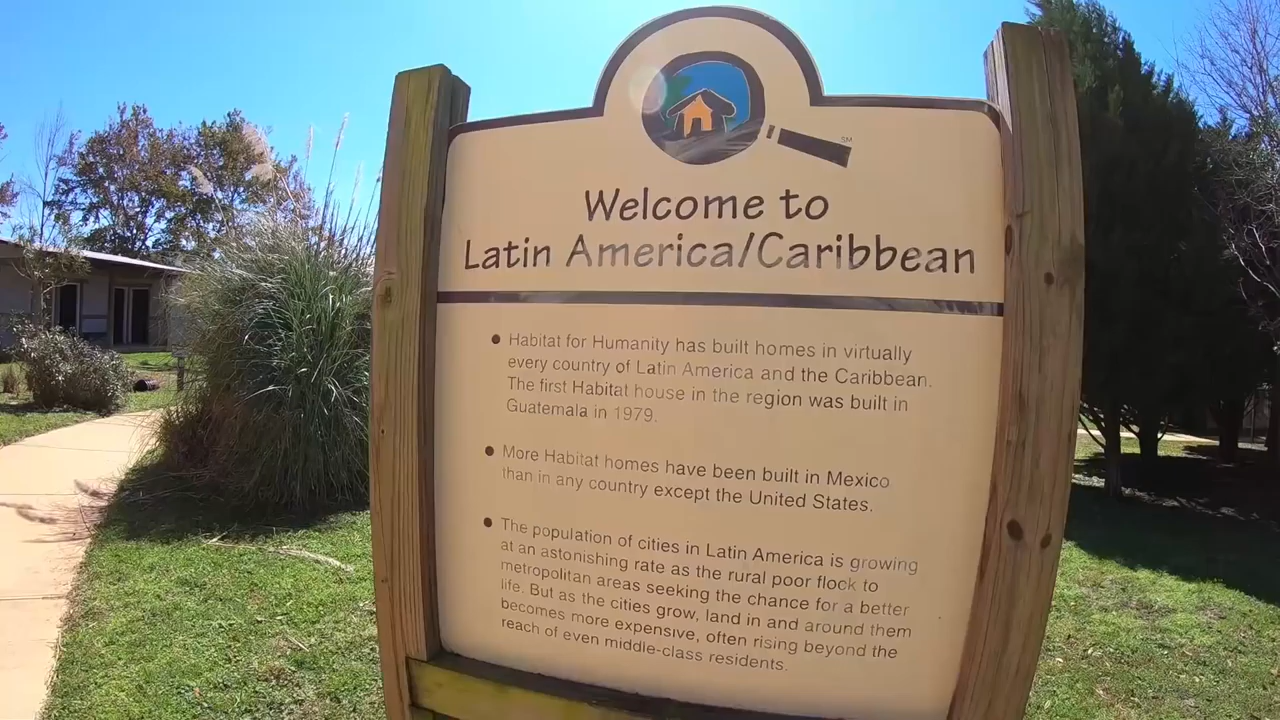 SM
Welcome to
Latin America/Caribbean
• Habitat for Humanity has built homes in virtually
every country of Latin America and the Caribbean.
The first Habitat house in the region was built in
Guatemala in 1979.
• More Habitat homes have been built in Mexico
than in any country except the United States.
• The population of cities in Latin America is growing
at an astonishing rate as the rural poor flock to
metropolitan areas seeking the chance for a better
life. But as the cities grow, land in and around them
becomes more expensive, often rising beyond the
reach of even middle-class residents.